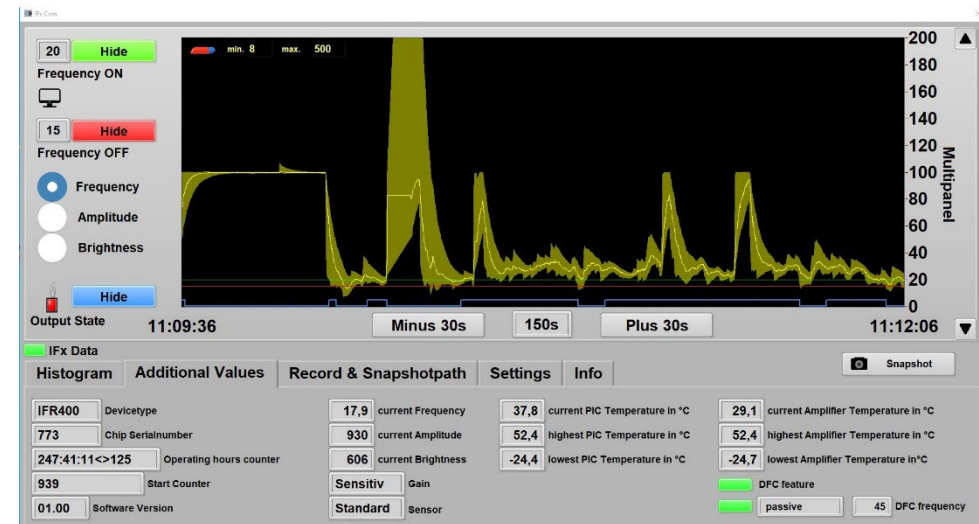 IFx Com
20 Hide
Frequency ON
15 Hide
Frequency OFF
Frequency
Amplitude
Brightness
Hide
Output State
min. 8 max. 500
200
180
160
140
120
100
80
60
40
20
0
Multipanel
11:09:36 Minus 30s 150s Plus 30s 11:12:06
IFx Data
Snapshot
Histogram Additional Values Record & Snapshotpath Settings Info
IFR400 Devicetype
773 Chip Serialnumber
247:41:11<>125 Operating hours counter
939 Start Counter
01.00 Software Version
17,9 current Frequency
930 current Amplitude
606 current Brightness
Sensitiv Gain
Standard Sensor
37,8 current PIC Temperature in °C
52,4 highest PIC Temperature in °C
-24,4 lowest PIC Temperature in °C
29,1 current Amplifier Temperature in °C
52,4 highest Amplifier Temperature in °C
-24,7 lowest Amplifier Temperature in°C
DFC feature
passive 45 DFC frequency